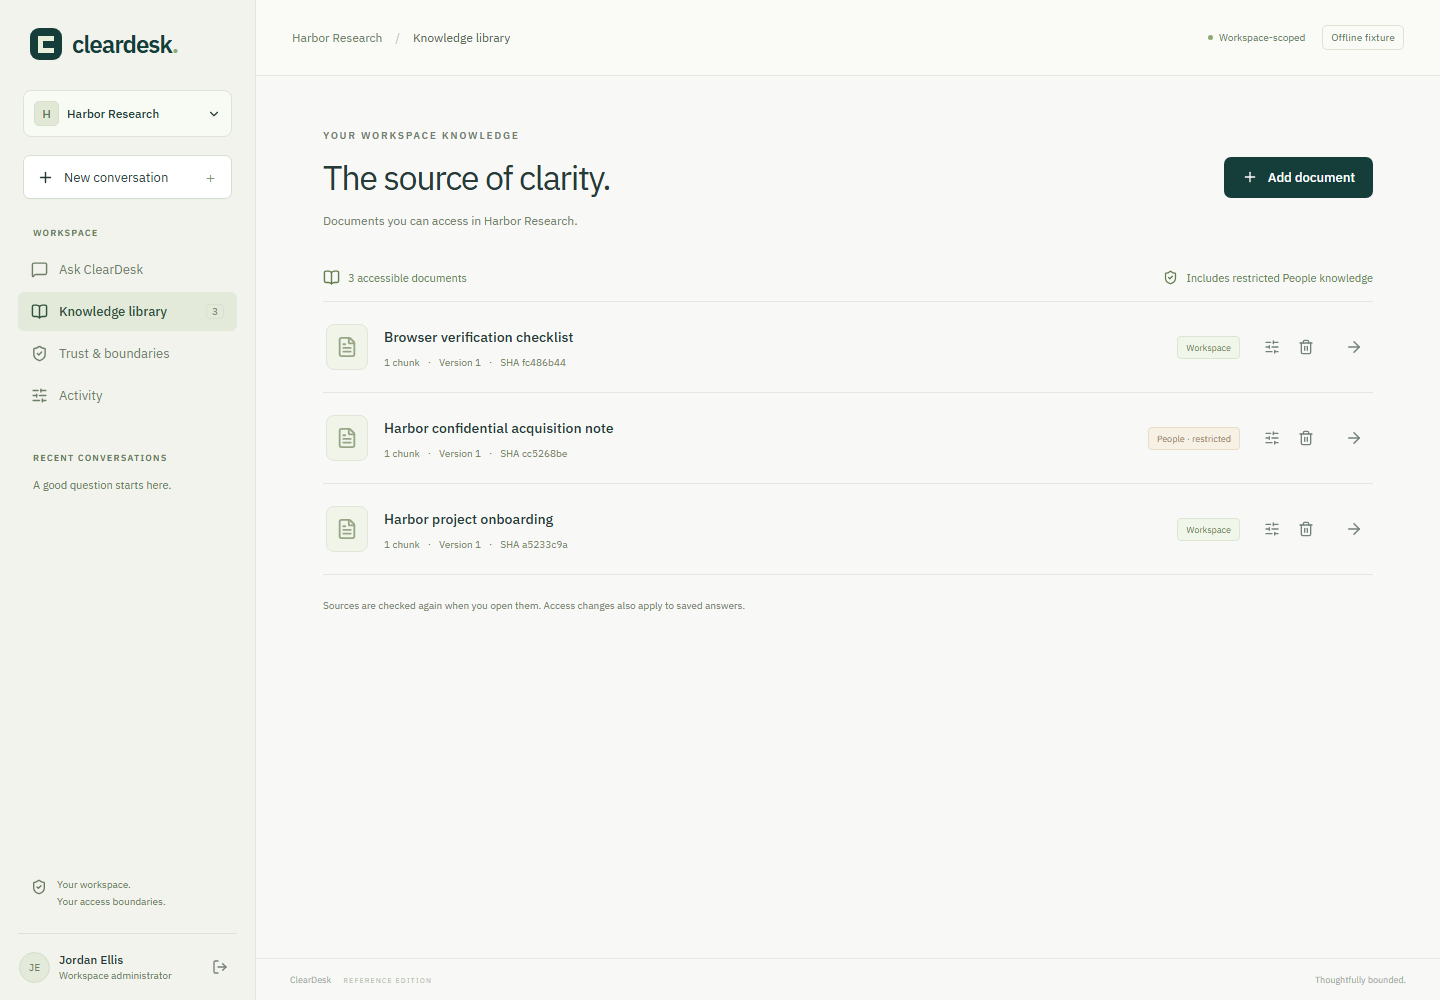 cleardesk.
H Harbor Research
New conversation +
WORKSPACE
Ask ClearDesk
Knowledge library 3
Trust & boundaries
Activity
RECENT CONVERSATIONS
A good question starts here.
Your workspace.
Your access boundaries.
JE Jordan Ellis
Workspace administrator
Harbor Research / Knowledge library
Workspace-scoped Offline fixture
YOUR WORKSPACE KNOWLEDGE
The source of clarity.
Add document
Documents you can access in Harbor Research.
3 accessible documents Includes restricted People knowledge
Browser verification checklist
1 chunk · Version 1 · SHA fc486b44
Workspace
Harbor confidential acquisition note
1 chunk · Version 1 · SHA cc5268be
People · restricted
Harbor project onboarding
1 chunk · Version 1 · SHA a5233c9a
Workspace
Sources are checked again when you open them. Access changes also apply to saved answers.
ClearDesk REFERENCE EDITION Thoughtfully bounded.